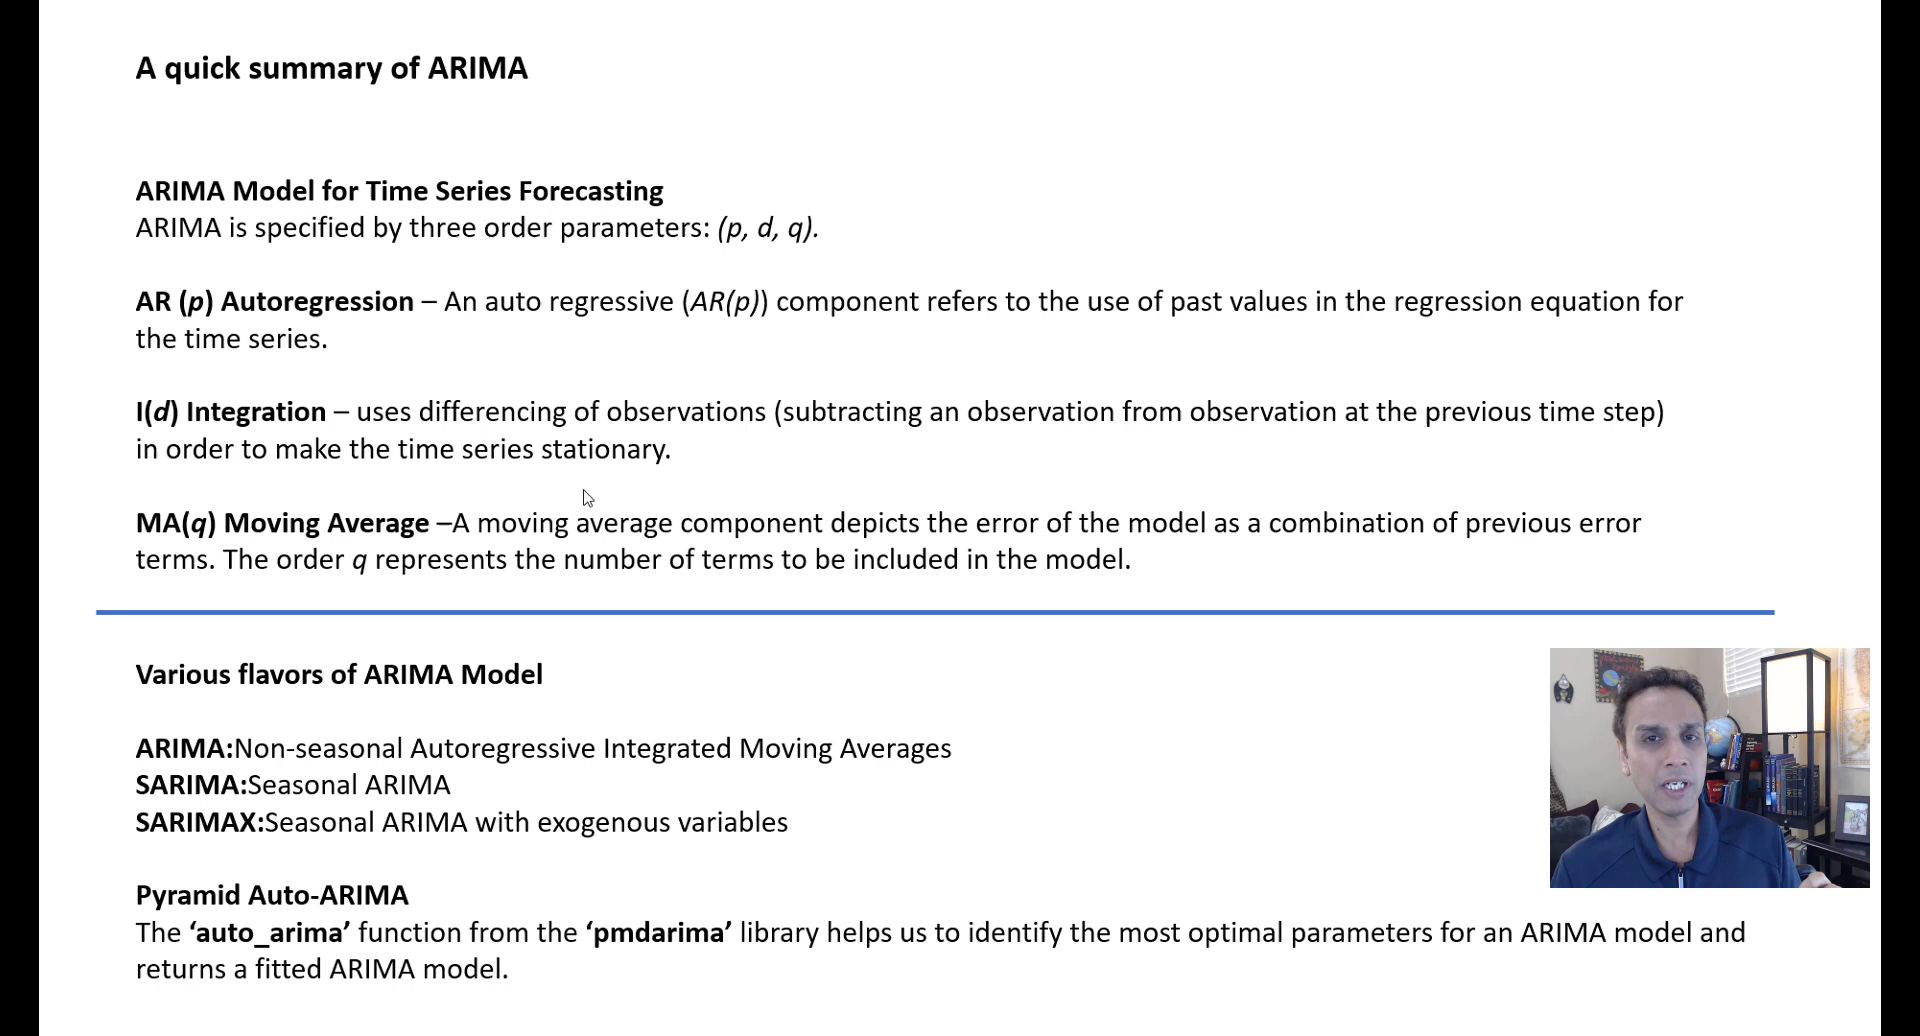 A quick summary of ARIMA
ARIMA Model for Time Series Forecasting
ARIMA is specified by three order parameters: (p, d, q).
AR (p) Autoregression – An auto regressive (AR(p)) component refers to the use of past values in the regression equation for
the time series.
I(d) Integration – uses differencing of observations (subtracting an observation from observation at the previous time step)
in order to make the time series stationary.
MA(q) Moving Average –A moving average component depicts the error of the model as a combination of previous error
terms. The order q represents the number of terms to be included in the model.
Various flavors of ARIMA Model
ARIMA:Non-seasonal Autoregressive Integrated Moving Averages
SARIMA:Seasonal ARIMA
SARIMAX:Seasonal ARIMA with exogenous variables
Pyramid Auto-ARIMA
The ‘auto_arima’ function from the ‘pmdarima’ library helps us to identify the most optimal parameters for an ARIMA model and
returns a fitted ARIMA model.